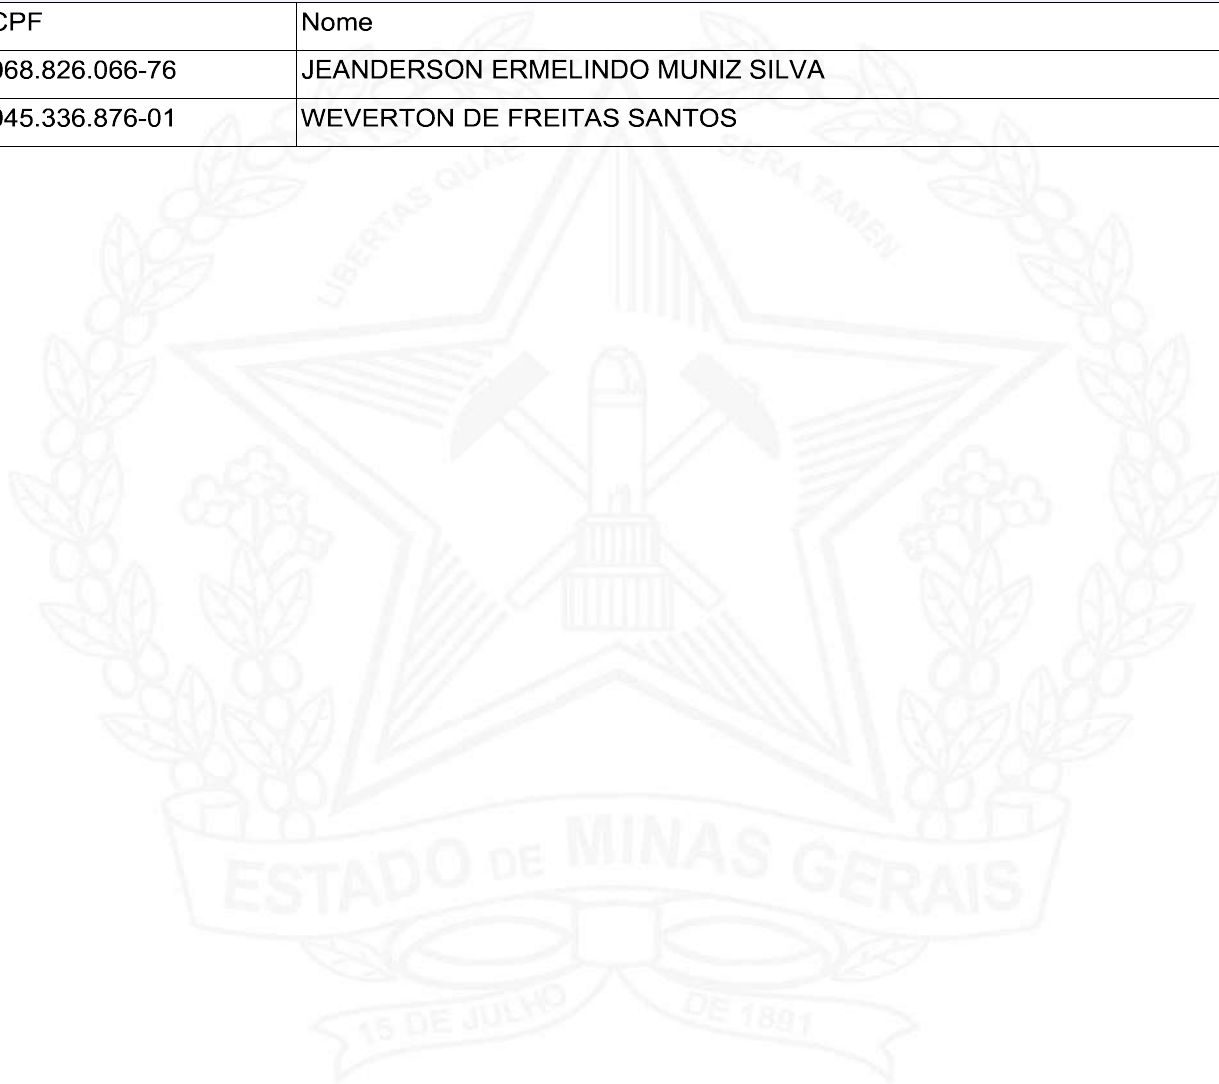 CPF Nome
068.826.066-76 JEANDERSON ERMELINDO MUNIZ SILVA
045.336.876-01 WEVERTON DE FREITAS SANTOS
LIBERTAS QUAE SERA TAMEN
ESTADO DE MINAS GERAIS
15 DE JULHO DE 1891